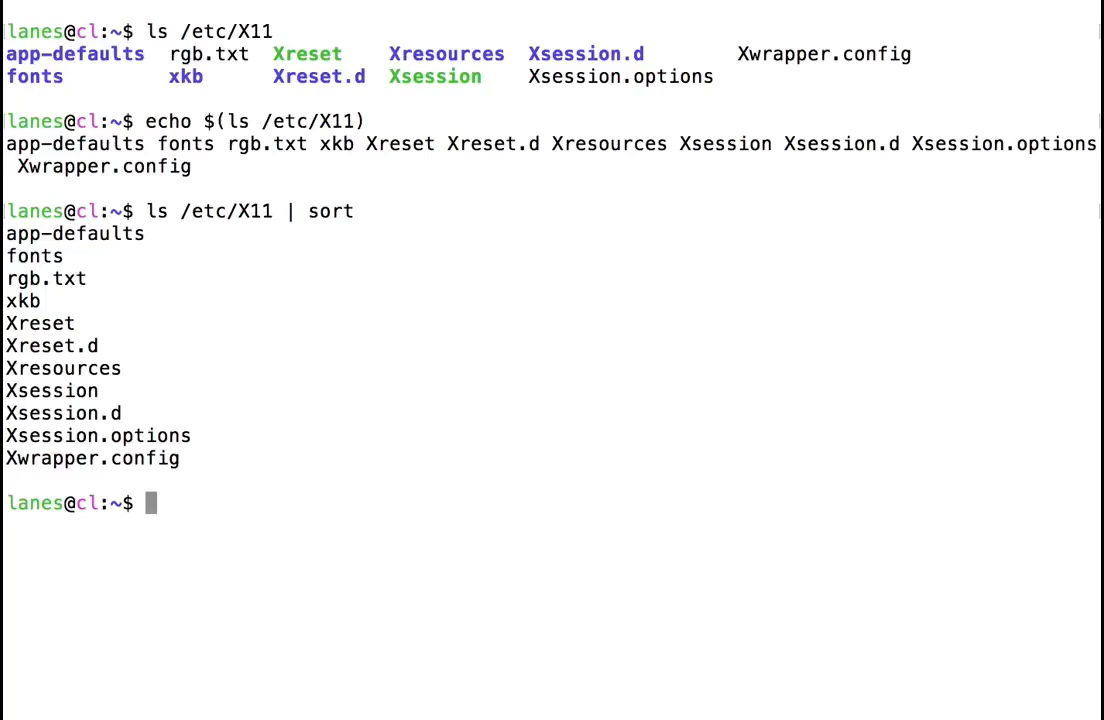 lanes@cl:~$ ls /etc/X11
app-defaults  rgb.txt  Xreset    Xresources  Xsession.d        Xwrapper.config
fonts         xkb      Xreset.d  Xsession    Xsession.options
lanes@cl:~$ echo $(ls /etc/X11)
app-defaults fonts rgb.txt xkb Xreset Xreset.d Xresources Xsession Xsession.d Xsession.options
 Xwrapper.config
lanes@cl:~$ ls /etc/X11 | sort
app-defaults
fonts
rgb.txt
xkb
Xreset
Xreset.d
Xresources
Xsession
Xsession.d
Xsession.options
Xwrapper.config
lanes@cl:~$